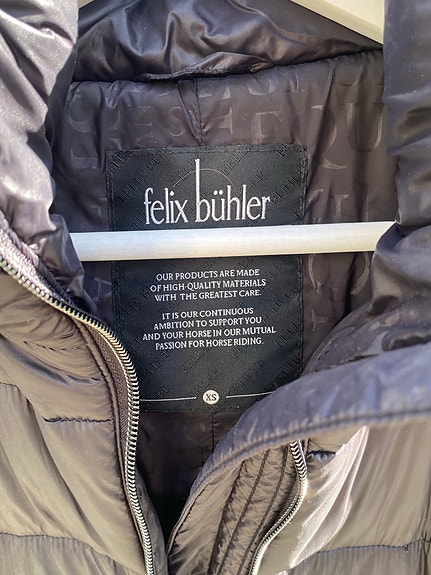 felix bühler
OUR PRODUCTS ARE MADE
OF HIGH-QUALITY MATERIALS
WITH THE GREATEST CARE.
IT IS OUR CONTINUOUS
AMBITION TO SUPPORT YOU
AND YOUR HORSE IN OUR MUTUAL
PASSION FOR HORSE RIDING.
XS